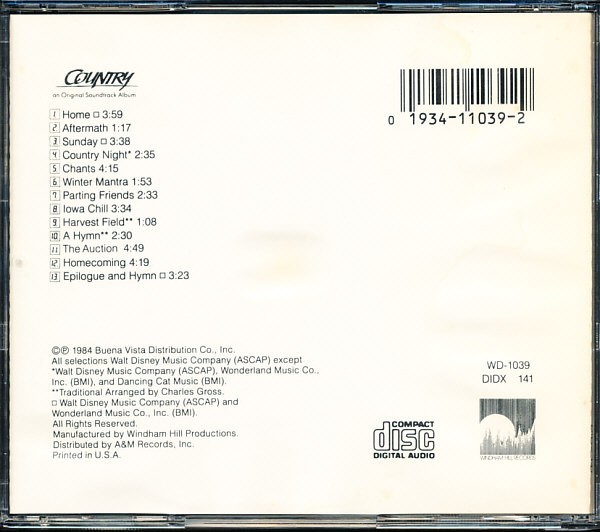 COUNTRY
an Original Soundtrack Album
1 Home □ 3:59
2 Aftermath 1:17
3 Sunday □ 3:38
4 Country Night* 2:35
5 Chants 4:15
6 Winter Mantra 1:53
7 Parting Friends 2:33
8 Iowa Chill 3:34
9 Harvest Field** 1:08
10 A Hymn** 2:30
11 The Auction 4:49
12 Homecoming 4:19
13 Epilogue and Hymn □ 3:23
0 1934-11039-2
©℗ 1984 Buena Vista Distribution Co., Inc.
All selections Walt Disney Music Company (ASCAP) except
*Walt Disney Music Company (ASCAP), Wonderland Music Co.,
Inc. (BMI), and Dancing Cat Music (BMI).
**Traditional Arranged by Charles Gross.
□ Walt Disney Music Company (ASCAP) and
Wonderland Music Co., Inc. (BMI).
All Rights Reserved.
Manufactured by Windham Hill Productions.
Distributed by A&M Records, Inc.
Printed in U.S.A.
WD-1039
DIDX 141
COMPACT
disc
DIGITAL AUDIO
WINDHAM HILL RECORDS